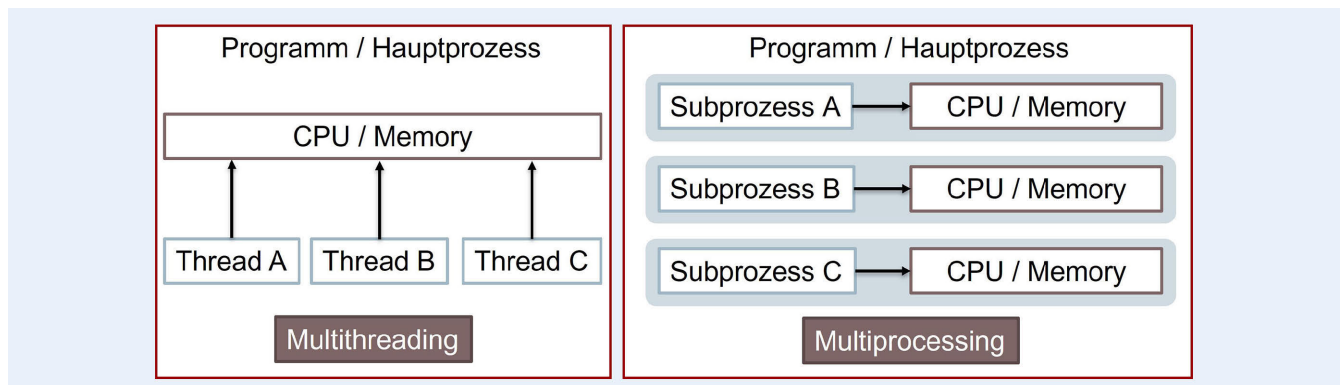 Programm / Hauptprozess
CPU / Memory
Thread A
Thread B
Thread C
Multithreading
Programm / Hauptprozess
Subprozess A
CPU / Memory
Subprozess B
CPU / Memory
Subprozess C
CPU / Memory
Multiprocessing